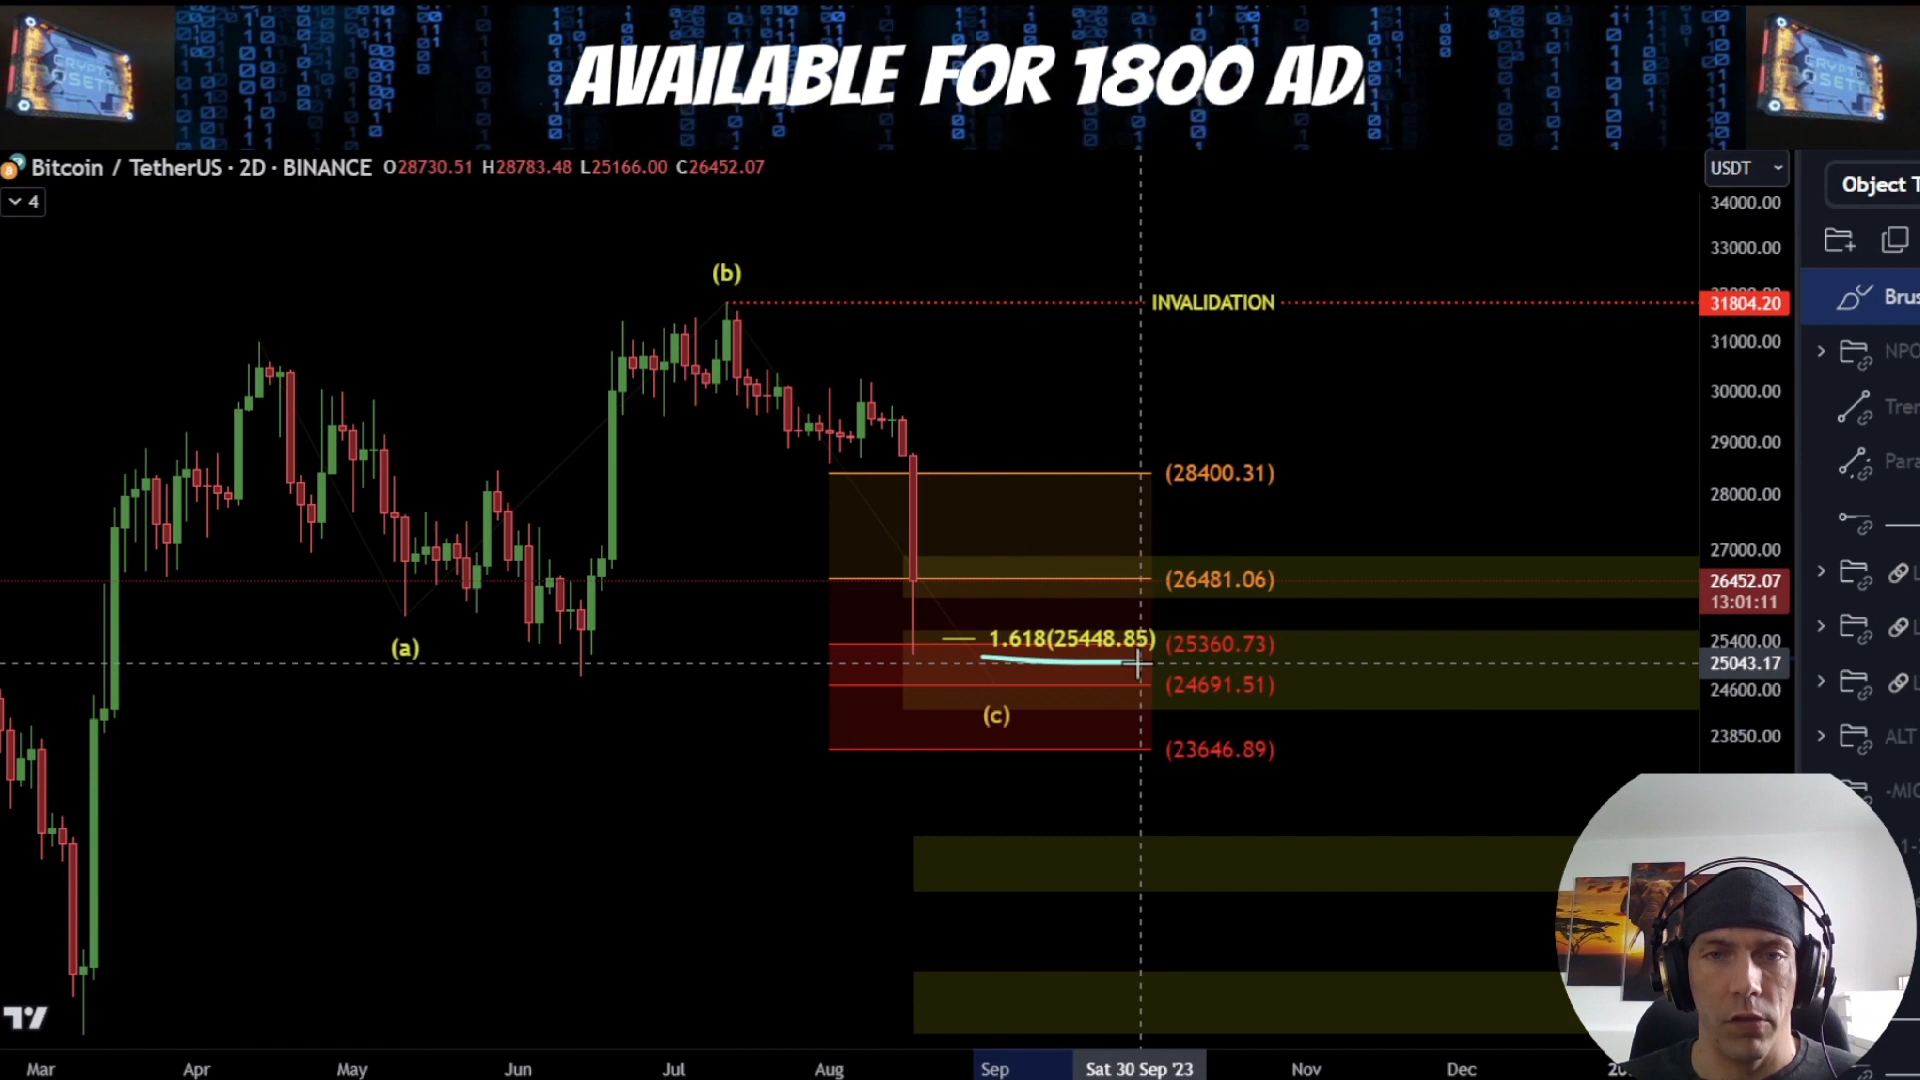 AVAILABLE FOR 1800 AD
CRYPTO
Bitcoin / TetherUS · 2D · BINANCE O28730.51 H28783.48 L25166.00 C26452.07
4
USDT
Object T
34000.00
33000.00
(b)
INVALIDATION
31804.20
Brus
31000.00
NPO
30000.00
Tren
29000.00
Para
(28400.31)
28000.00
27000.00
(26481.06)
26452.07
13:01:11
1.618(25448.85)
(25360.73)
25400.00
(a)
25043.17
(24691.51)
24600.00
(c)
23850.00
ALT
(23646.89)
-MIC
1-
Mar Apr May Jun Jul Aug Sep Sat 30 Sep '23 Nov Dec